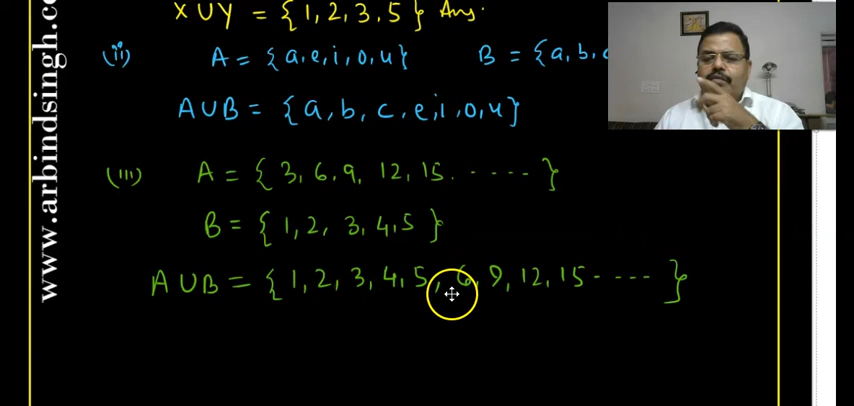 www.arbindsingh.co
X ∪ Y = {1, 2, 3, 5} Ans.
(ii) A = {a, e, i, o, u} B = {a, b, c
A ∪ B = {a, b, c, e, i, o, u}
(iii) A = {3, 6, 9, 12, 15. ......}
B = {1, 2, 3, 4, 5}
A ∪ B = {1, 2, 3, 4, 5, 6, 9, 12, 15 ....}